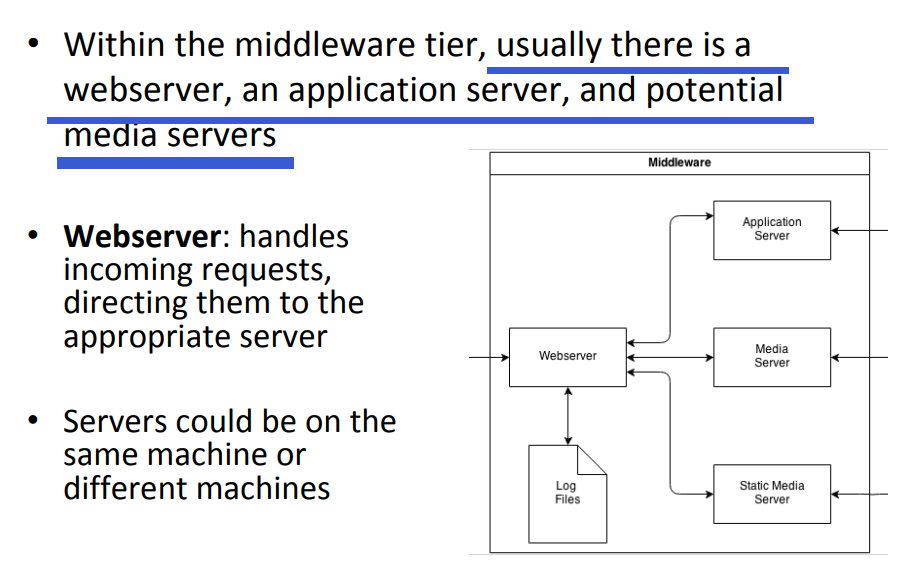 • Within the middleware tier, usually there is a
webserver, an application server, and potential
media servers
• Webserver: handles
incoming requests,
directing them to the
appropriate server
• Servers could be on the
same machine or
different machines
Middleware
Application
Server
Webserver
Media
Server
Log
Files
Static Media
Server